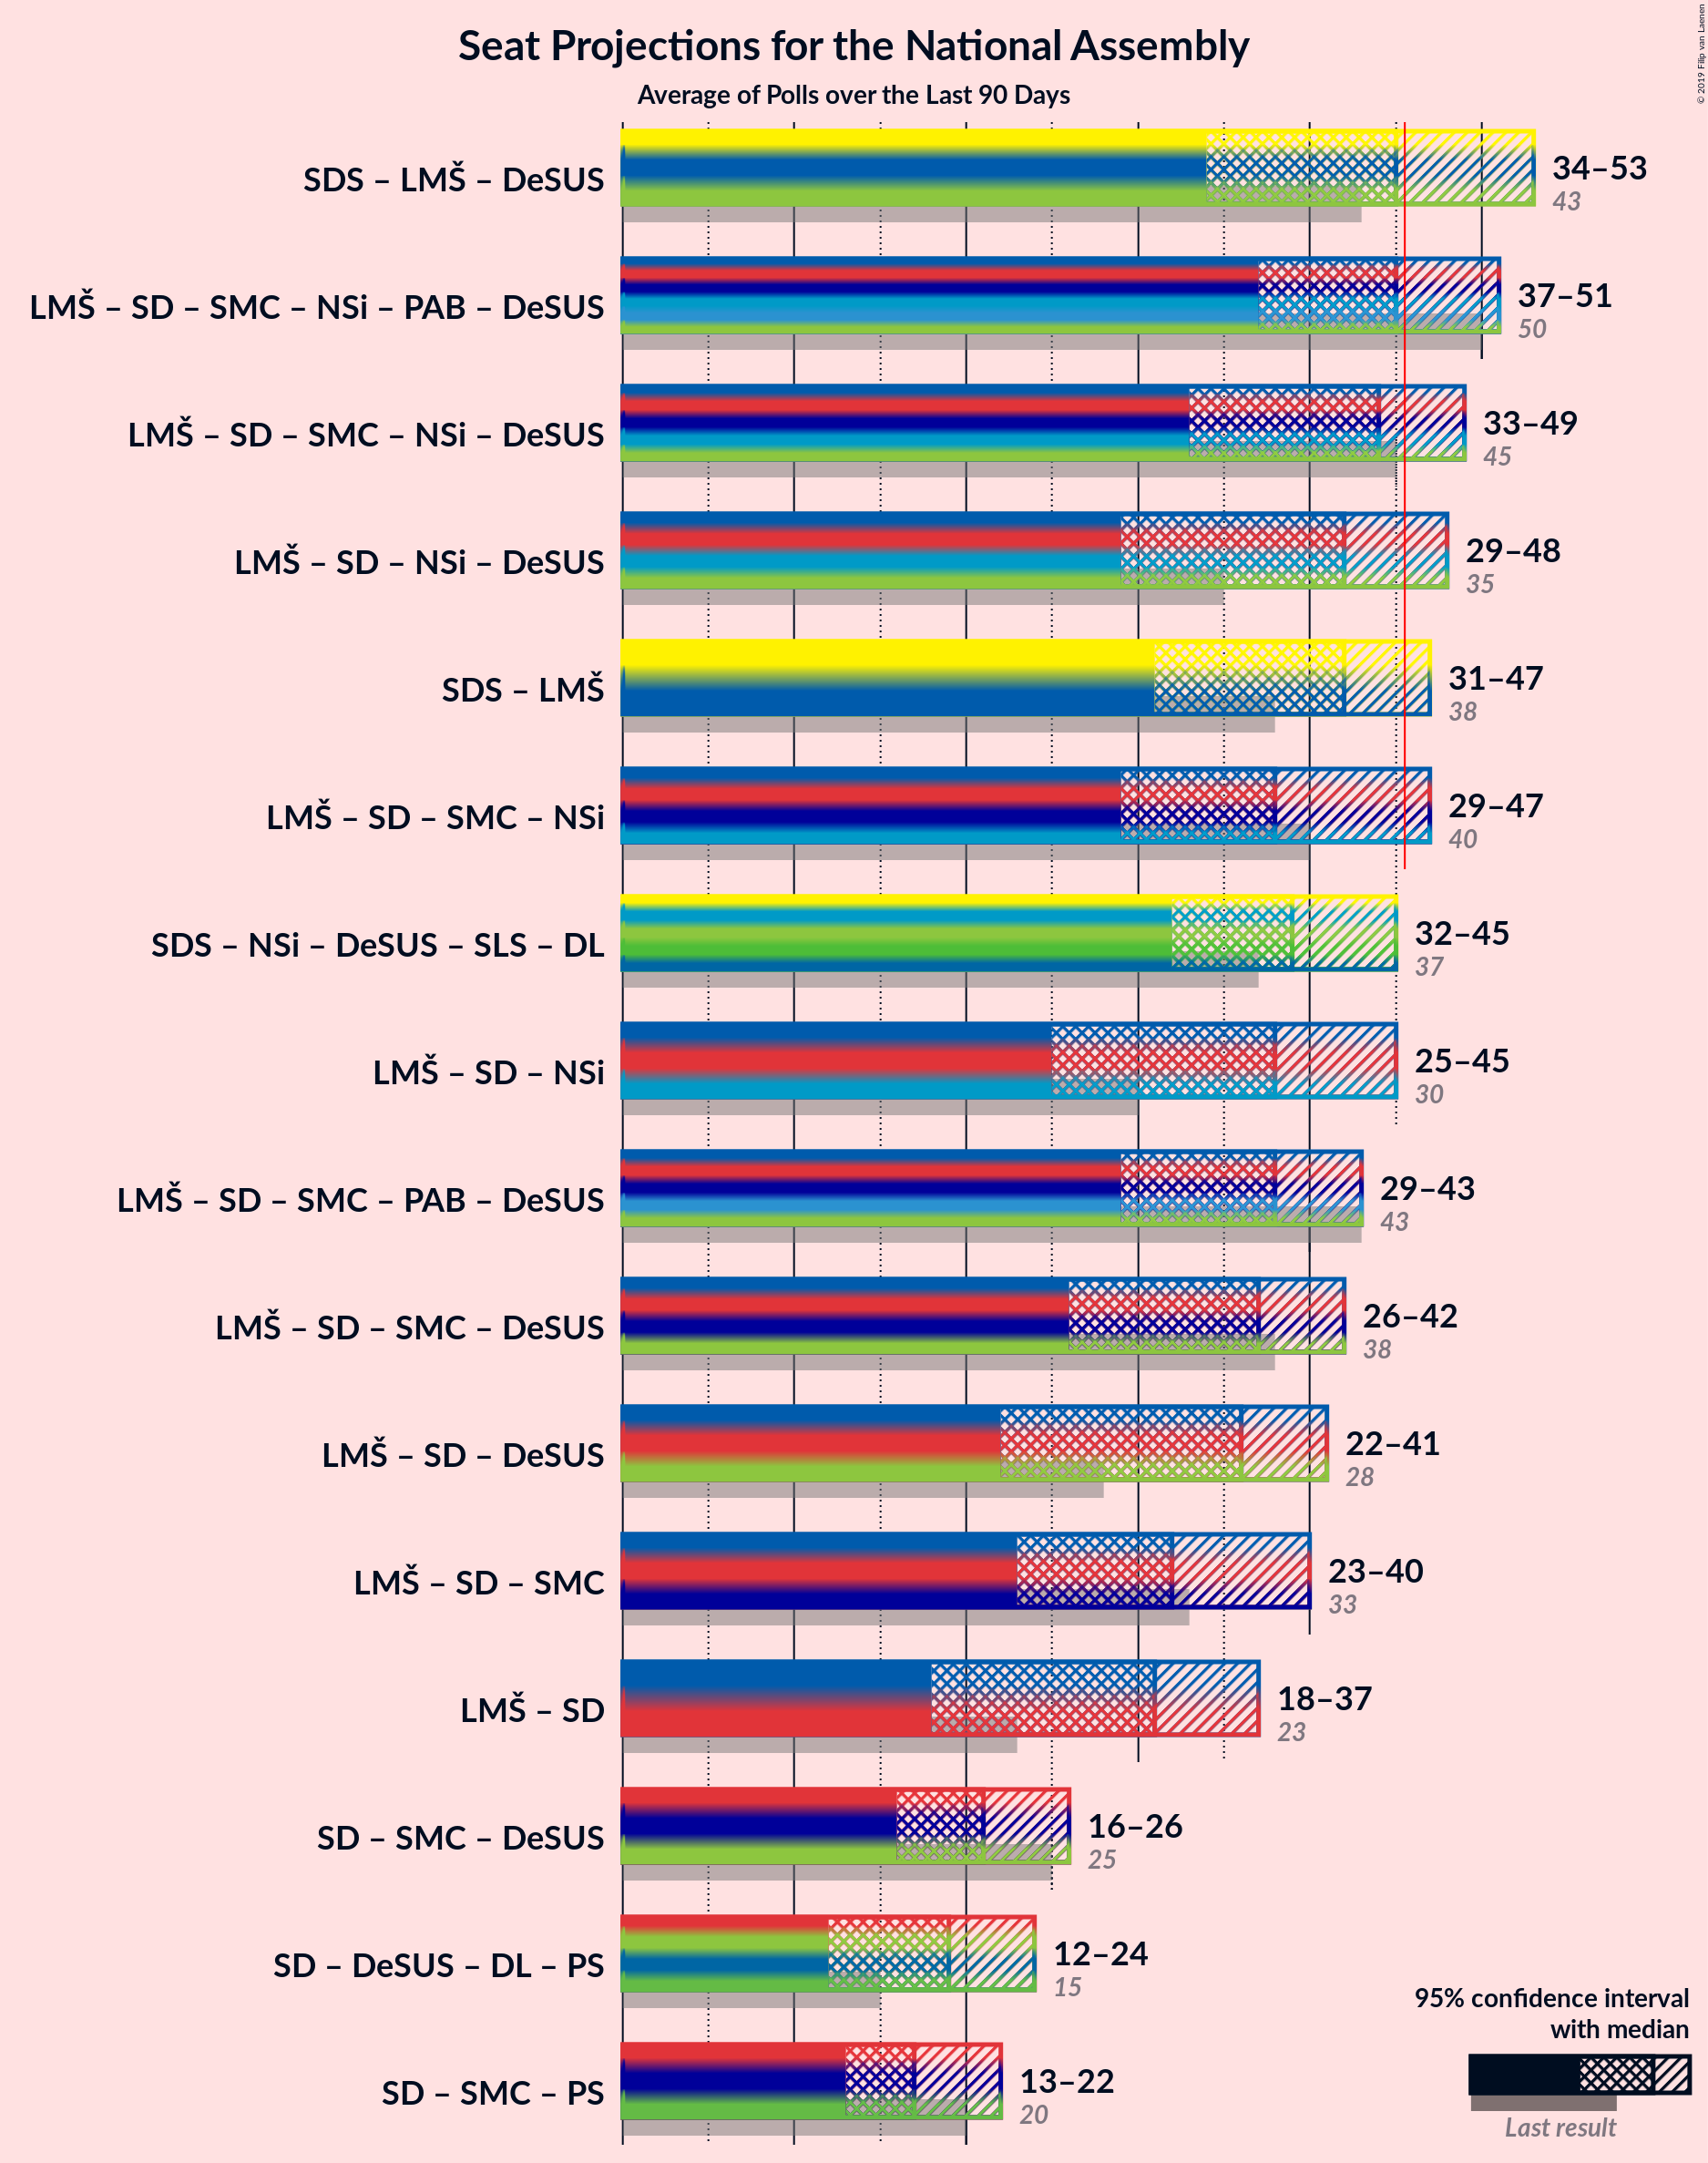 Seat Projections for the National Assembly
Average of Polls over the Last 90 Days
© 2019 Filip van Laenen
SDS – LMŠ – DeSUS
34–53
43
LMŠ – SD – SMC – NSi – PAB – DeSUS
37–51
50
LMŠ – SD – SMC – NSi – DeSUS
33–49
45
LMŠ – SD – NSi – DeSUS
29–48
35
SDS – LMŠ
31–47
38
LMŠ – SD – SMC – NSi
29–47
40
SDS – NSi – DeSUS – SLS – DL
32–45
37
LMŠ – SD – NSi
25–45
30
LMŠ – SD – SMC – PAB – DeSUS
29–43
43
LMŠ – SD – SMC – DeSUS
26–42
38
LMŠ – SD – DeSUS
22–41
28
LMŠ – SD – SMC
23–40
33
LMŠ – SD
18–37
23
SD – SMC – DeSUS
16–26
25
SD – DeSUS – DL – PS
12–24
15
SD – SMC – PS
13–22
20
95% confidence interval
with median
Last result